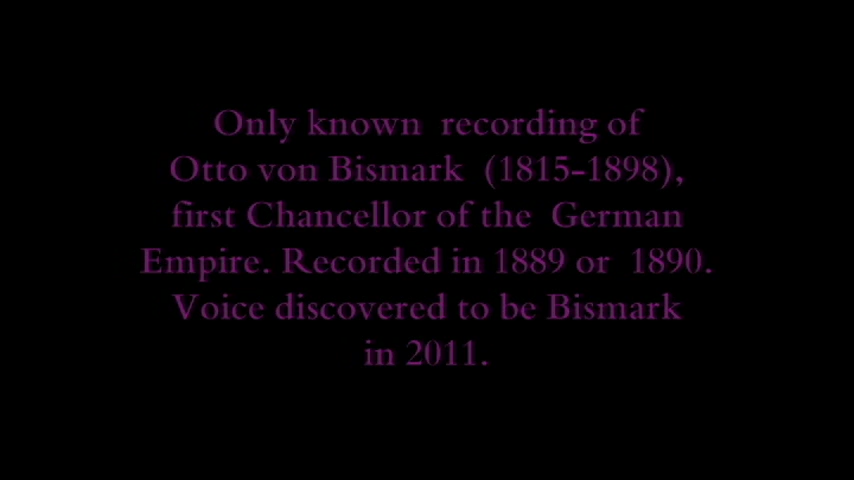 Only known recording of
Otto von Bismark (1815-1898),
first Chancellor of the German
Empire. Recorded in 1889 or 1890.
Voice discovered to be Bismark
in 2011.